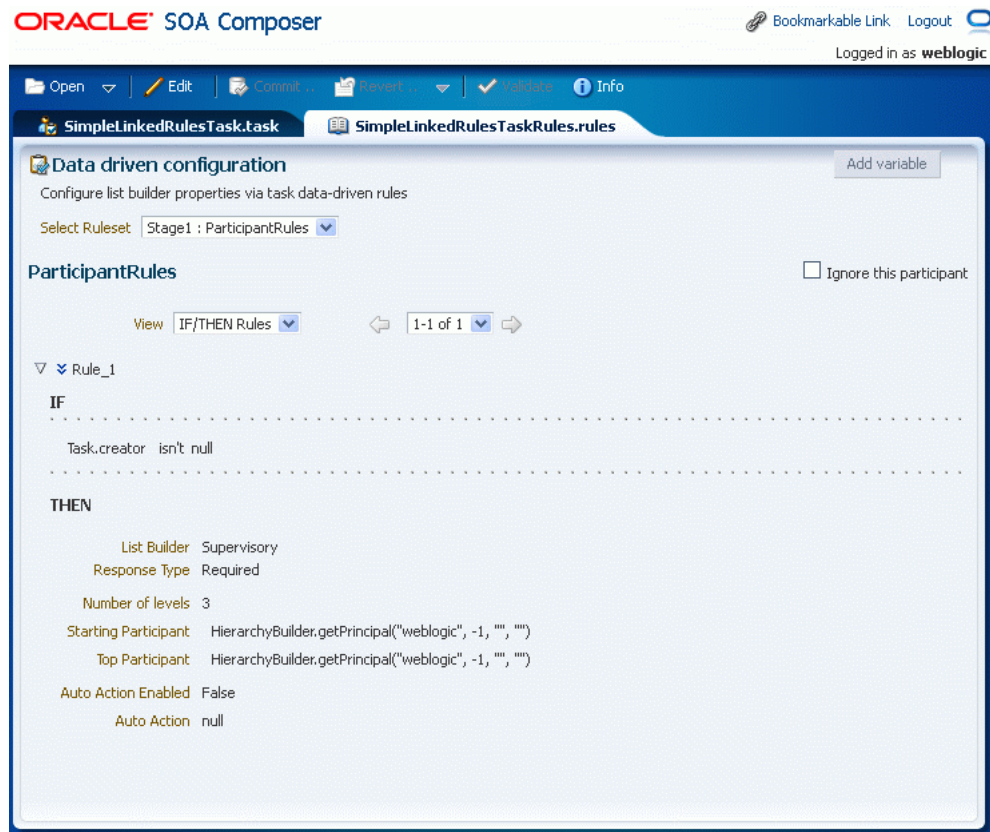 ORACLE SOA Composer
Bookmarkable Link Logout
Logged in as weblogic
Open Edit Commit .. Revert .. Validate Info
SimpleLinkedRulesTask.task SimpleLinkedRulesTaskRules.rules
Data driven configuration Add variable
Configure list builder properties via task data-driven rules
Select Ruleset Stage1 : ParticipantRules
ParticipantRules Ignore this participant
View IF/THEN Rules 1-1 of 1
Rule_1
IF
Task.creator isn't null
THEN
List Builder Supervisory
Response Type Required
Number of levels 3
Starting Participant HierarchyBuilder.getPrincipal("weblogic", -1, "", "")
Top Participant HierarchyBuilder.getPrincipal("weblogic", -1, "", "")
Auto Action Enabled False
Auto Action null